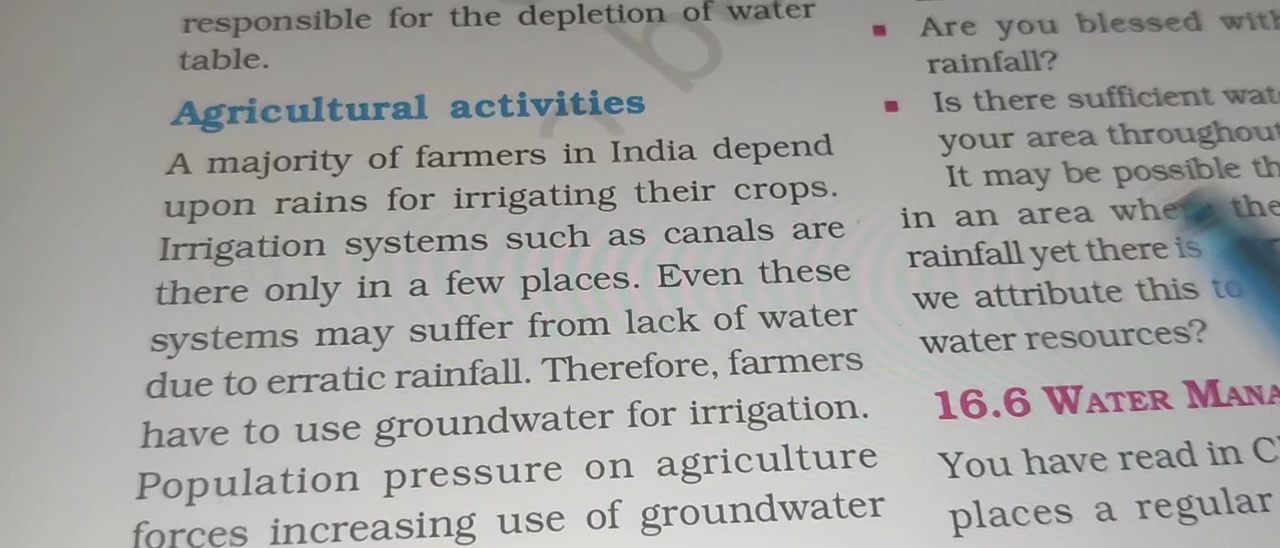 responsible for the depletion of water
table.
Agricultural activities
A majority of farmers in India depend
upon rains for irrigating their crops.
Irrigation systems such as canals are
there only in a few places. Even these
systems may suffer from lack of water
due to erratic rainfall. Therefore, farmers
have to use groundwater for irrigation.
Population pressure on agriculture
forces increasing use of groundwater
Are you blessed with
rainfall?
Is there sufficient
your area throughout
It may be possible
in an area the
rainfall yet there is
we attribute this to
water resources?
16.6 WATER
You have read in
places a regular